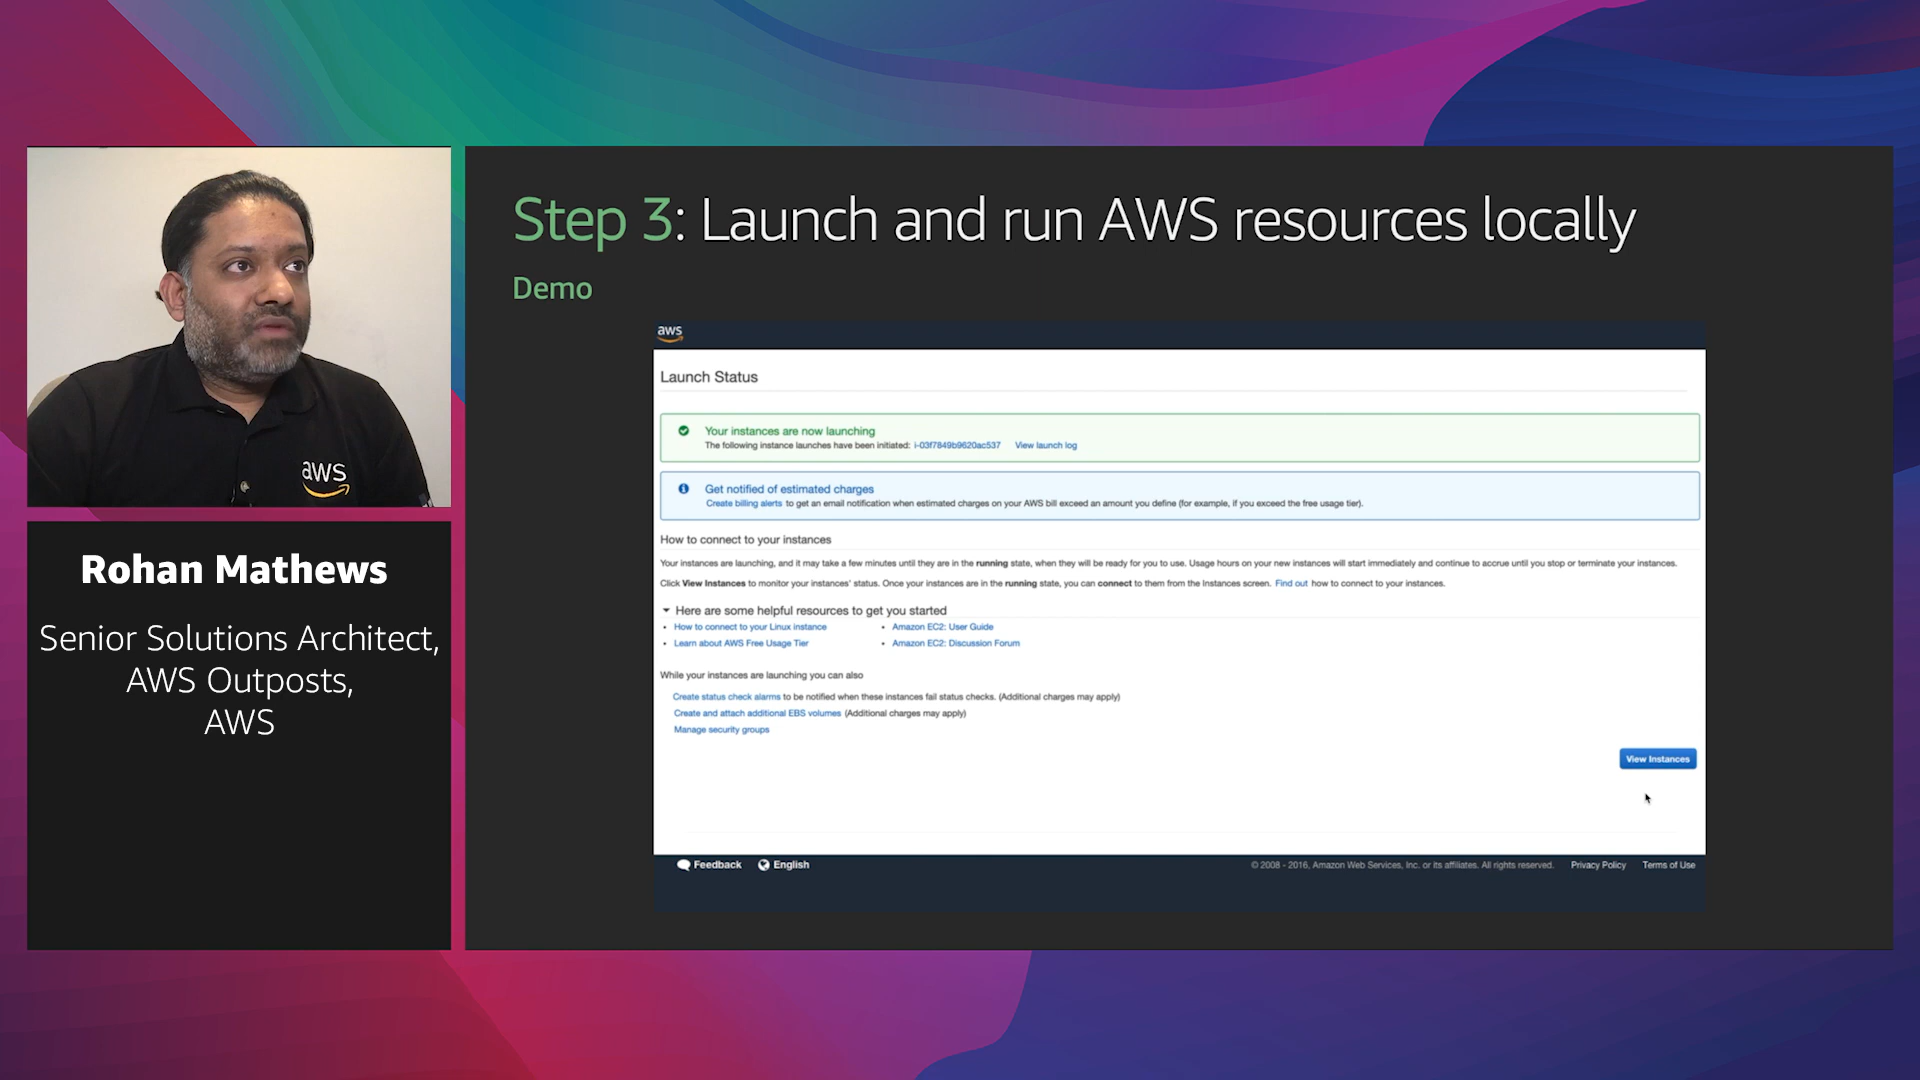 aws
Rohan Mathews
Senior Solutions Architect,
AWS Outposts,
AWS
Step 3: Launch and run AWS resources locally
Demo
aws
Launch Status
Your instances are now launching
The following instance launches have been initiated: i-03f7849b9620ac537 View launch log
Get notified of estimated charges
Create billing alerts to get an email notification when estimated charges on your AWS bill exceed an amount you define (for example, if you exceed the free usage tier).
How to connect to your instances
Your instances are launching, and it may take a few minutes until they are in the running state, when they will be ready for you to use. Usage hours on your new instances will start immediately and continue to accrue until you stop or terminate your instances.
Click View Instances to monitor your instances' status. Once your instances are in the running state, you can connect to them from the Instances screen. Find out how to connect to your instances.
Here are some helpful resources to get you started
• How to connect to your Linux instance • Amazon EC2: User Guide
• Learn about AWS Free Usage Tier • Amazon EC2: Discussion Forum
While your instances are launching you can also
Create status check alarms to be notified when these instances fail status checks. (Additional charges may apply)
Create and attach additional EBS volumes (Additional charges may apply)
Manage security groups
View Instances
Feedback English © 2008 - 2016, Amazon Web Services, Inc. or its affiliates. All rights reserved. Privacy Policy Terms of Use